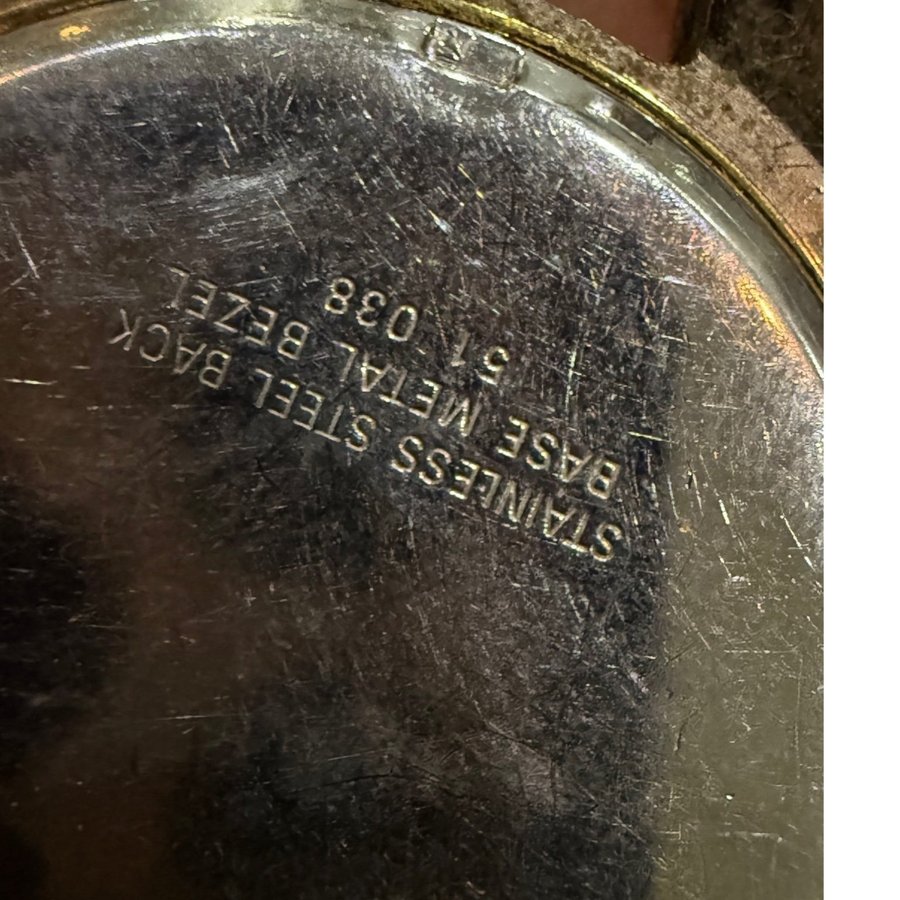 STAINLESS STEEL BACK
BASE METAL BEZEL
51 038